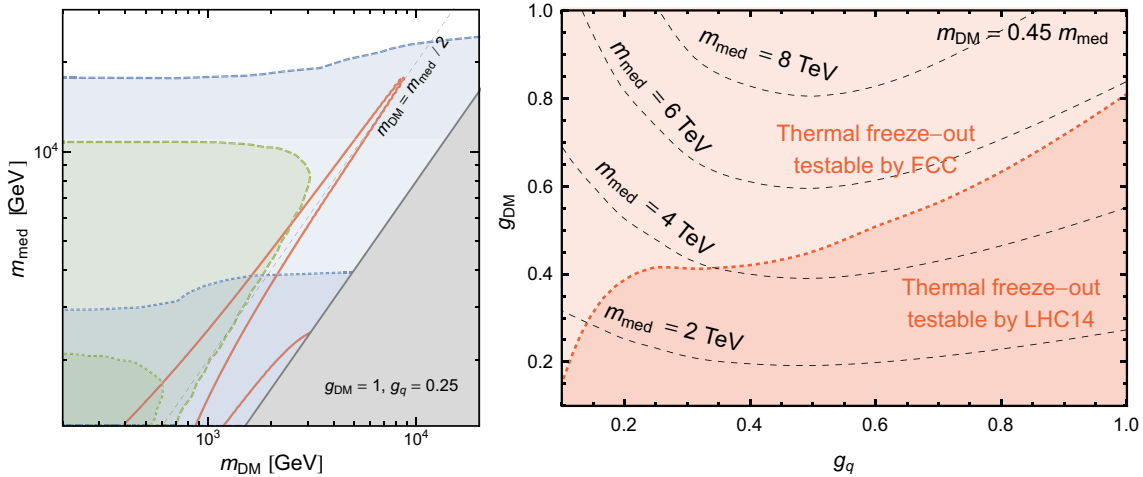 m_med [GeV]
10^4
m_DM = m_med / 2
g_DM = 1, g_q = 0.25
10^3
10^4
m_DM [GeV]
g_DM
1.0
0.8
0.6
0.4
0.2
m_med = 8 TeV
m_DM = 0.45 m_med
m_med = 6 TeV
Thermal freeze–out
testable by FCC
m_med = 4 TeV
Thermal freeze–out
testable by LHC14
m_med = 2 TeV
0.2
0.4
0.6
0.8
1.0
g_q